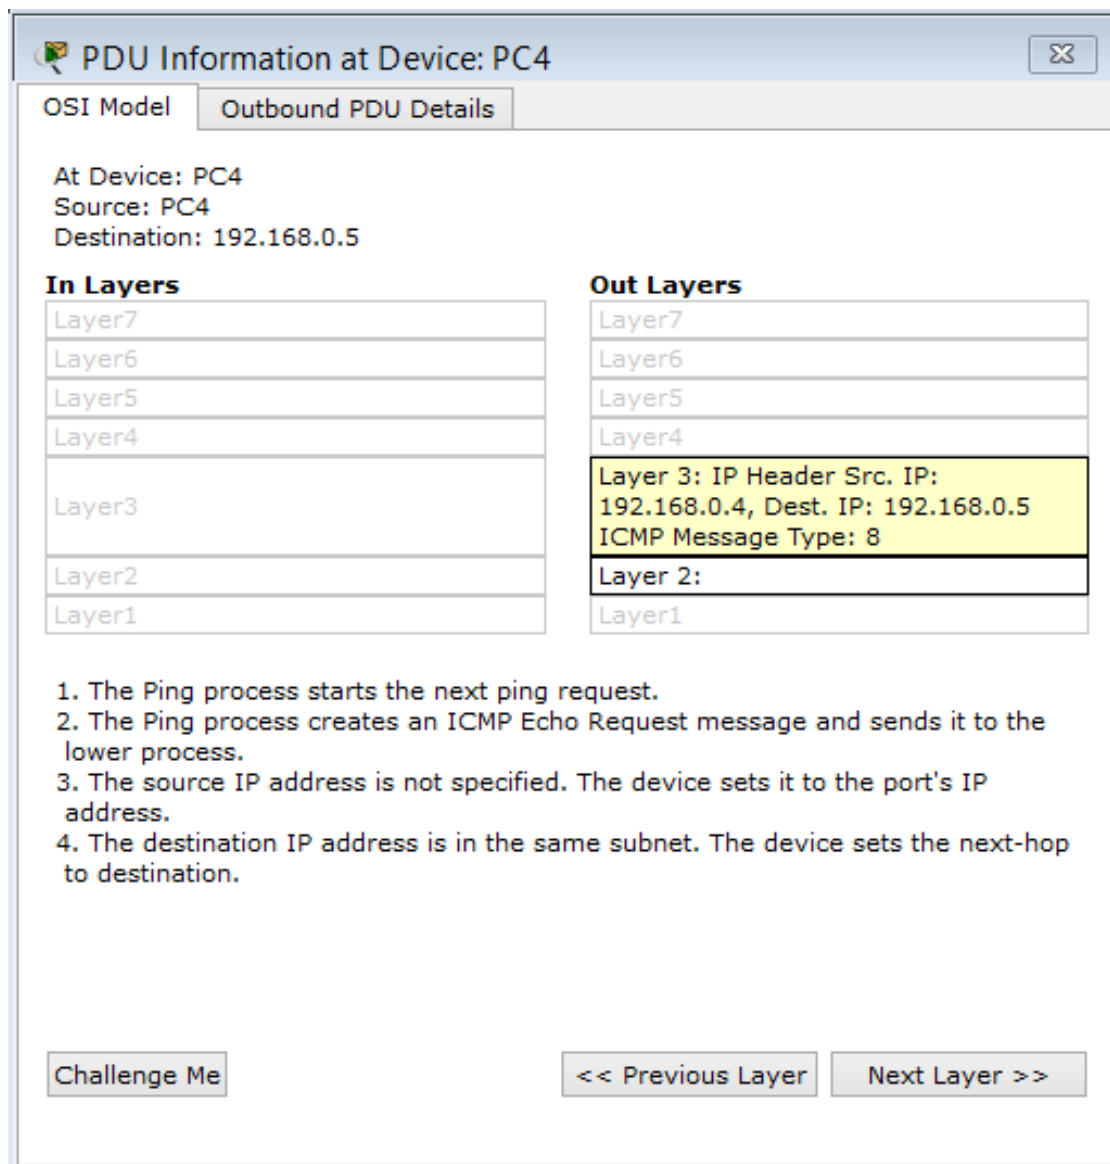 PDU Information at Device: PC4
OSI Model
Outbound PDU Details
At Device: PC4
Source: PC4
Destination: 192.168.0.5
In Layers
Layer7
Layer6
Layer5
Layer4
Layer3
Layer2
Layer1
Out Layers
Layer7
Layer6
Layer5
Layer4
Layer 3: IP Header Src. IP:
192.168.0.4, Dest. IP: 192.168.0.5
ICMP Message Type: 8
Layer 2:
Layer1
1. The Ping process starts the next ping request.
2. The Ping process creates an ICMP Echo Request message and sends it to the
lower process.
3. The source IP address is not specified. The device sets it to the port's IP
address.
4. The destination IP address is in the same subnet. The device sets the next-hop
to destination.
Challenge Me
<< Previous Layer
Next Layer >>